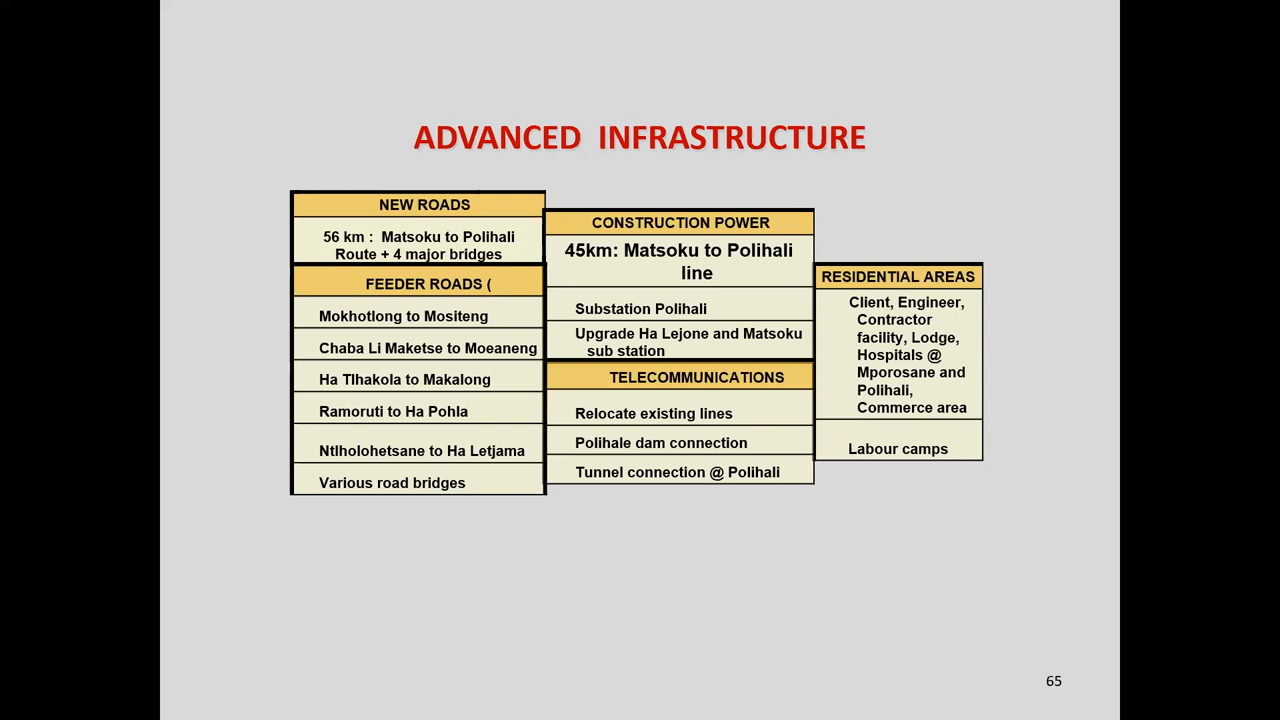 ADVANCED INFRASTRUCTURE
NEW ROADS
56 km : Matsoku to Polihali
Route + 4 major bridges
FEEDER ROADS (
Mokhotlong to Mositeng
Chaba Li Maketse to Moeaneng
Ha Tlhakola to Makalong
Ramoruti to Ha Pohla
Ntlholohetsane to Ha Letjama
Various road bridges
CONSTRUCTION POWER
45km: Matsoku to Polihali
line
Substation Polihali
Upgrade Ha Lejone and Matsoku
sub station
TELECOMMUNICATIONS
Relocate existing lines
Polihale dam connection
Tunnel connection @ Polihali
RESIDENTIAL AREAS
Client, Engineer,
Contractor
facility, Lodge,
Hospitals @
Mporosane and
Polihali,
Commerce area
Labour camps
65